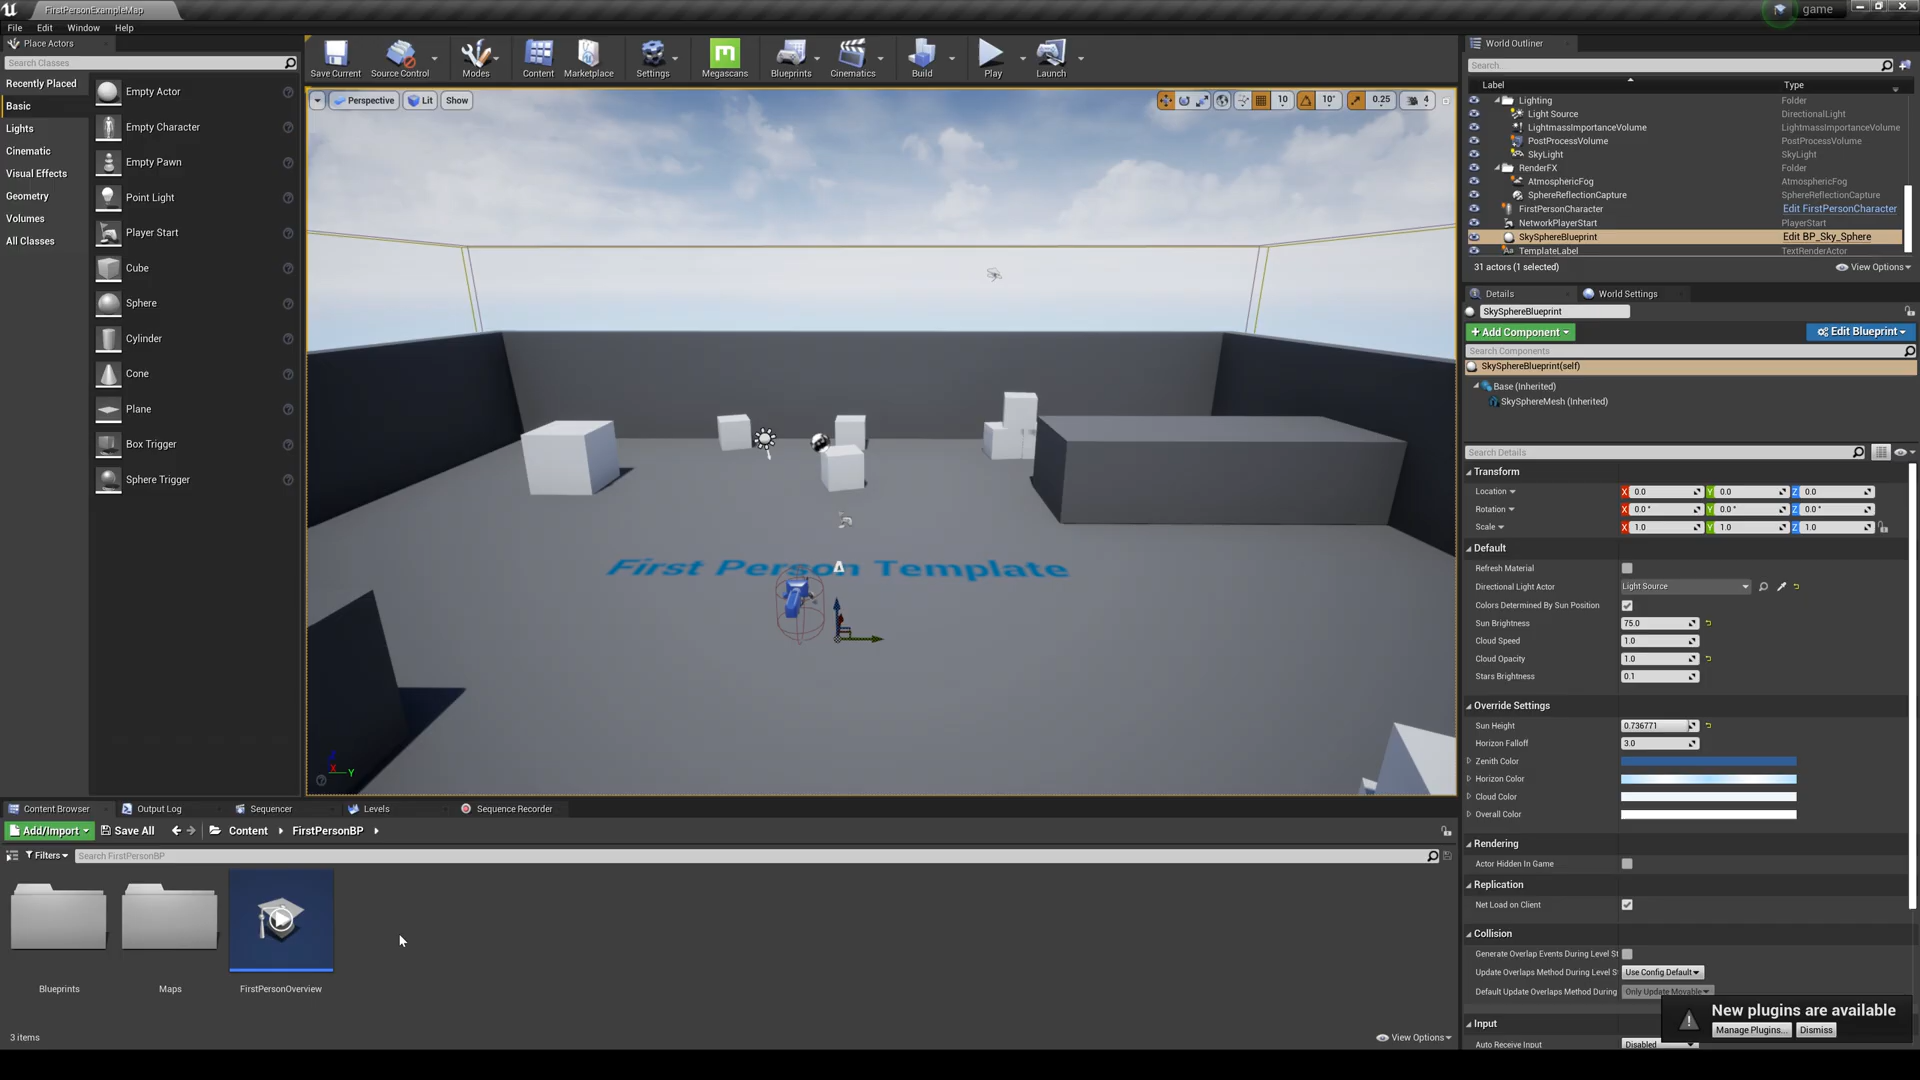 FirstPersonExampleMap
game
File Edit Window Help
Place Actors
Search Classes
Recently Placed
Basic
Lights
Cinematic
Visual Effects
Geometry
Volumes
All Classes
Empty Actor
Empty Character
Empty Pawn
Point Light
Player Start
Cube
Sphere
Cylinder
Cone
Plane
Box Trigger
Sphere Trigger
Save Current Source Control Modes Content Marketplace Settings Megascans Blueprints Cinematics Build Play Launch
Perspective Lit Show 10 10° 0.25 4
First Person Template
X Y
World Outliner
Search...
Label Type
Lighting Folder
Light Source DirectionalLight
LightmassImportanceVolume LightmassImportanceVolume
PostProcessVolume PostProcessVolume
SkyLight SkyLight
RenderFX Folder
AtmosphericFog AtmosphericFog
SphereReflectionCapture SphereReflectionCapture
FirstPersonCharacter Edit FirstPersonCharacter
NetworkPlayerStart PlayerStart
SkySphereBlueprint Edit BP_Sky_Sphere
TemplateLabel TextRenderActor
31 actors (1 selected) View Options
Details World Settings
SkySphereBlueprint
+ Add Component Edit Blueprint
Search Components
SkySphereBlueprint(self)
Base (Inherited)
SkySphereMesh (Inherited)
Search Details
Transform
Location X 0.0 Y 0.0 Z 0.0
Rotation X 0.0° Y 0.0° Z 0.0°
Scale X 1.0 Y 1.0 Z 1.0
Default
Refresh Material
Directional Light Actor Light Source
Colors Determined By Sun Position
Sun Brightness 75.0
Cloud Speed 1.0
Cloud Opacity 1.0
Stars Brightness 0.1
Override Settings
Sun Height 0.736771
Horizon Falloff 3.0
Zenith Color
Horizon Color
Cloud Color
Overall Color
Rendering
Actor Hidden In Game
Replication
Net Load on Client
Collision
Generate Overlap Events During Level St
Update Overlaps Method During Level S Use Config Default
Default Update Overlaps Method During Only Update Movable
Input
Auto Receive Input Disabled
New plugins are available
Manage Plugins... Dismiss
Content Browser Output Log Sequencer Levels Sequence Recorder
Add/Import Save All Content FirstPersonBP
Filters Search FirstPersonBP
Blueprints Maps FirstPersonOverview
3 items View Options